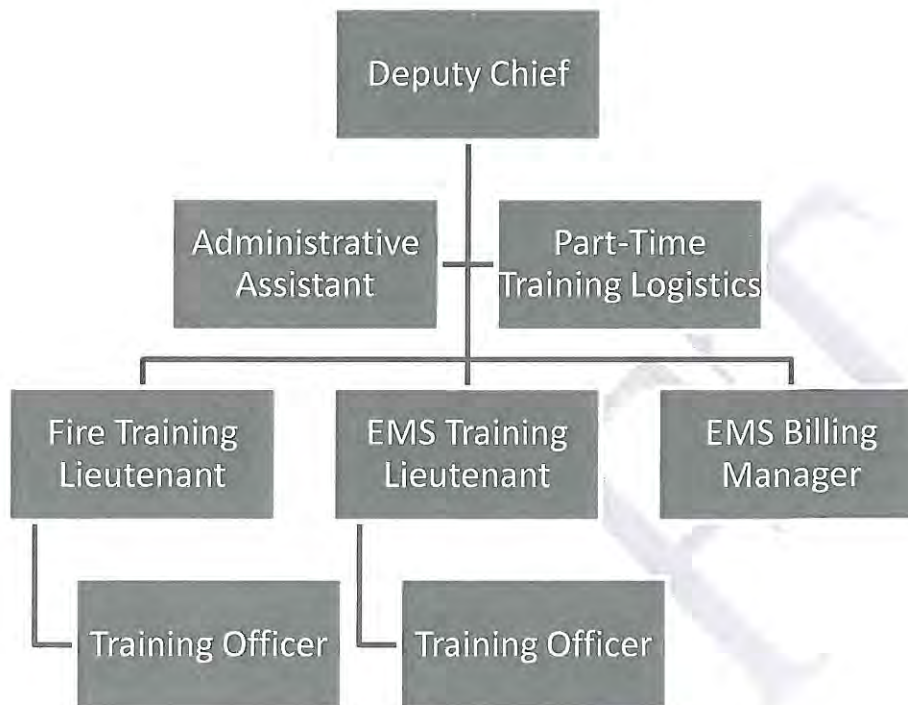 Deputy Chief
Administrative
Assistant
Part-Time
Training Logistics
Fire Training
Lieutenant
EMS Training
Lieutenant
EMS Billing
Manager
Training Officer
Training Officer